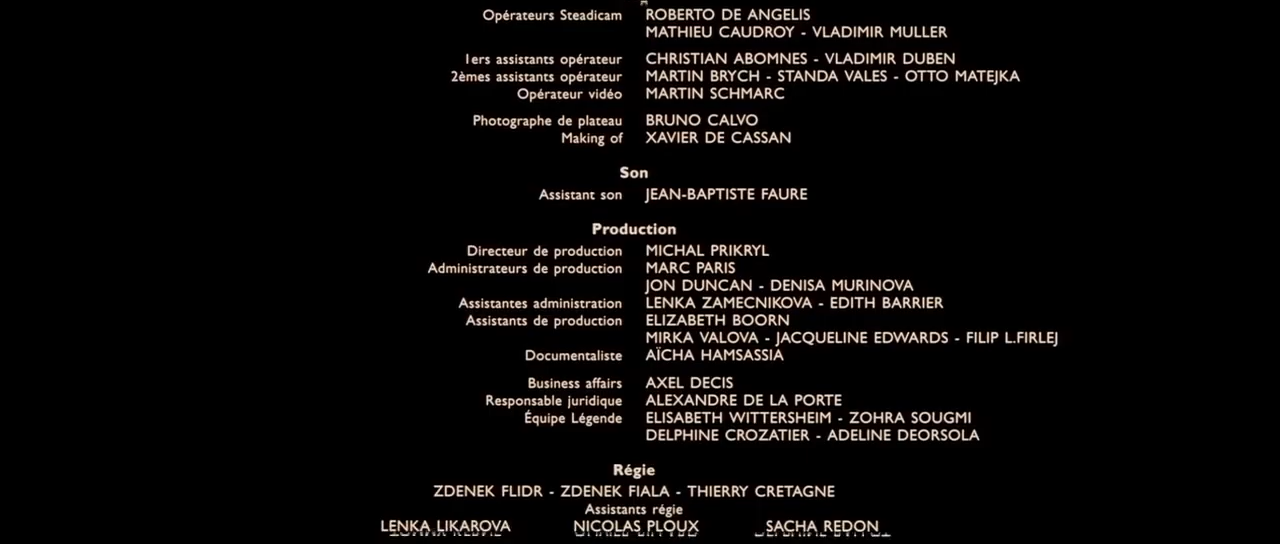 Opérateurs Steadicam ROBERTO DE ANGELIS
MATHIEU CAUDROY - VLADIMIR MULLER
1ers assistants opérateur CHRISTIAN ABOMNES - VLADIMIR DUBEN
2èmes assistants opérateur MARTIN BRYCH - STANDA VALES - OTTO MATEJKA
Opérateur vidéo MARTIN SCHMARC
Photographe de plateau BRUNO CALVO
Making of XAVIER DE CASSAN
Son
Assistant son JEAN-BAPTISTE FAURE
Production
Directeur de production MICHAL PRIKRYL
Administrateurs de production MARC PARIS
JON DUNCAN - DENISA MURINOVA
Assistantes administration LENKA ZAMECNIKOVA - EDITH BARRIER
Assistants de production ELIZABETH BOORN
MIRKA VALOVA - JACQUELINE EDWARDS - FILIP L.FIRLEJ
Documentaliste AÏCHA HAMSASSIA
Business affairs AXEL DECIS
Responsable juridique ALEXANDRE DE LA PORTE
Équipe Légende ELISABETH WITTERSHEIM - ZOHRA SOUGMI
DELPHINE CROZATIER - ADELINE DEORSOLA
Régie
ZDENEK FLIDR - ZDENEK FIALA - THIERRY CRETAGNE
Assistants régie
LENKA LIKAROVA NICOLAS PLOUX SACHA REDON